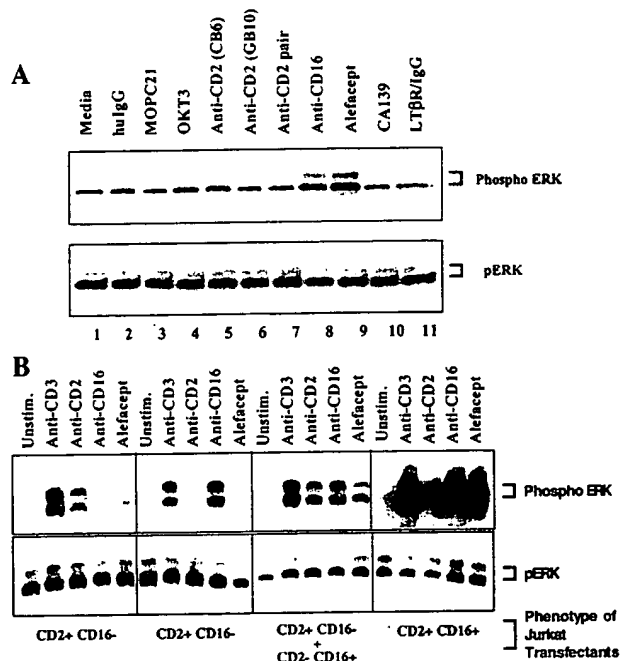 A
Media
huIgG
MOPC21
OKT3
Anti-CD2 (CB6)
Anti-CD2 (GB10)
Anti-CD2 pair
Anti-CD16
Alefacept
CA139
LTβR/IgG
Phospho ERK
pERK
1 2 3 4 5 6 7 8 9 10 11
B
Unstim.
Anti-CD3
Anti-CD2
Anti-CD16
Alefacept
Unstim.
Anti-CD3
Anti-CD2
Anti-CD16
Alefacept
Unstim.
Anti-CD3
Anti-CD2
Anti-CD16
Alefacept
Unstim.
Anti-CD3
Anti-CD2
Anti-CD16
Alefacept
Phospho ERK
pERK
CD2+ CD16-
CD2+ CD16-
CD2+ CD16-
+
CD2- CD16+
CD2+ CD16+
Phenotype of
Jurkat
Transfectants